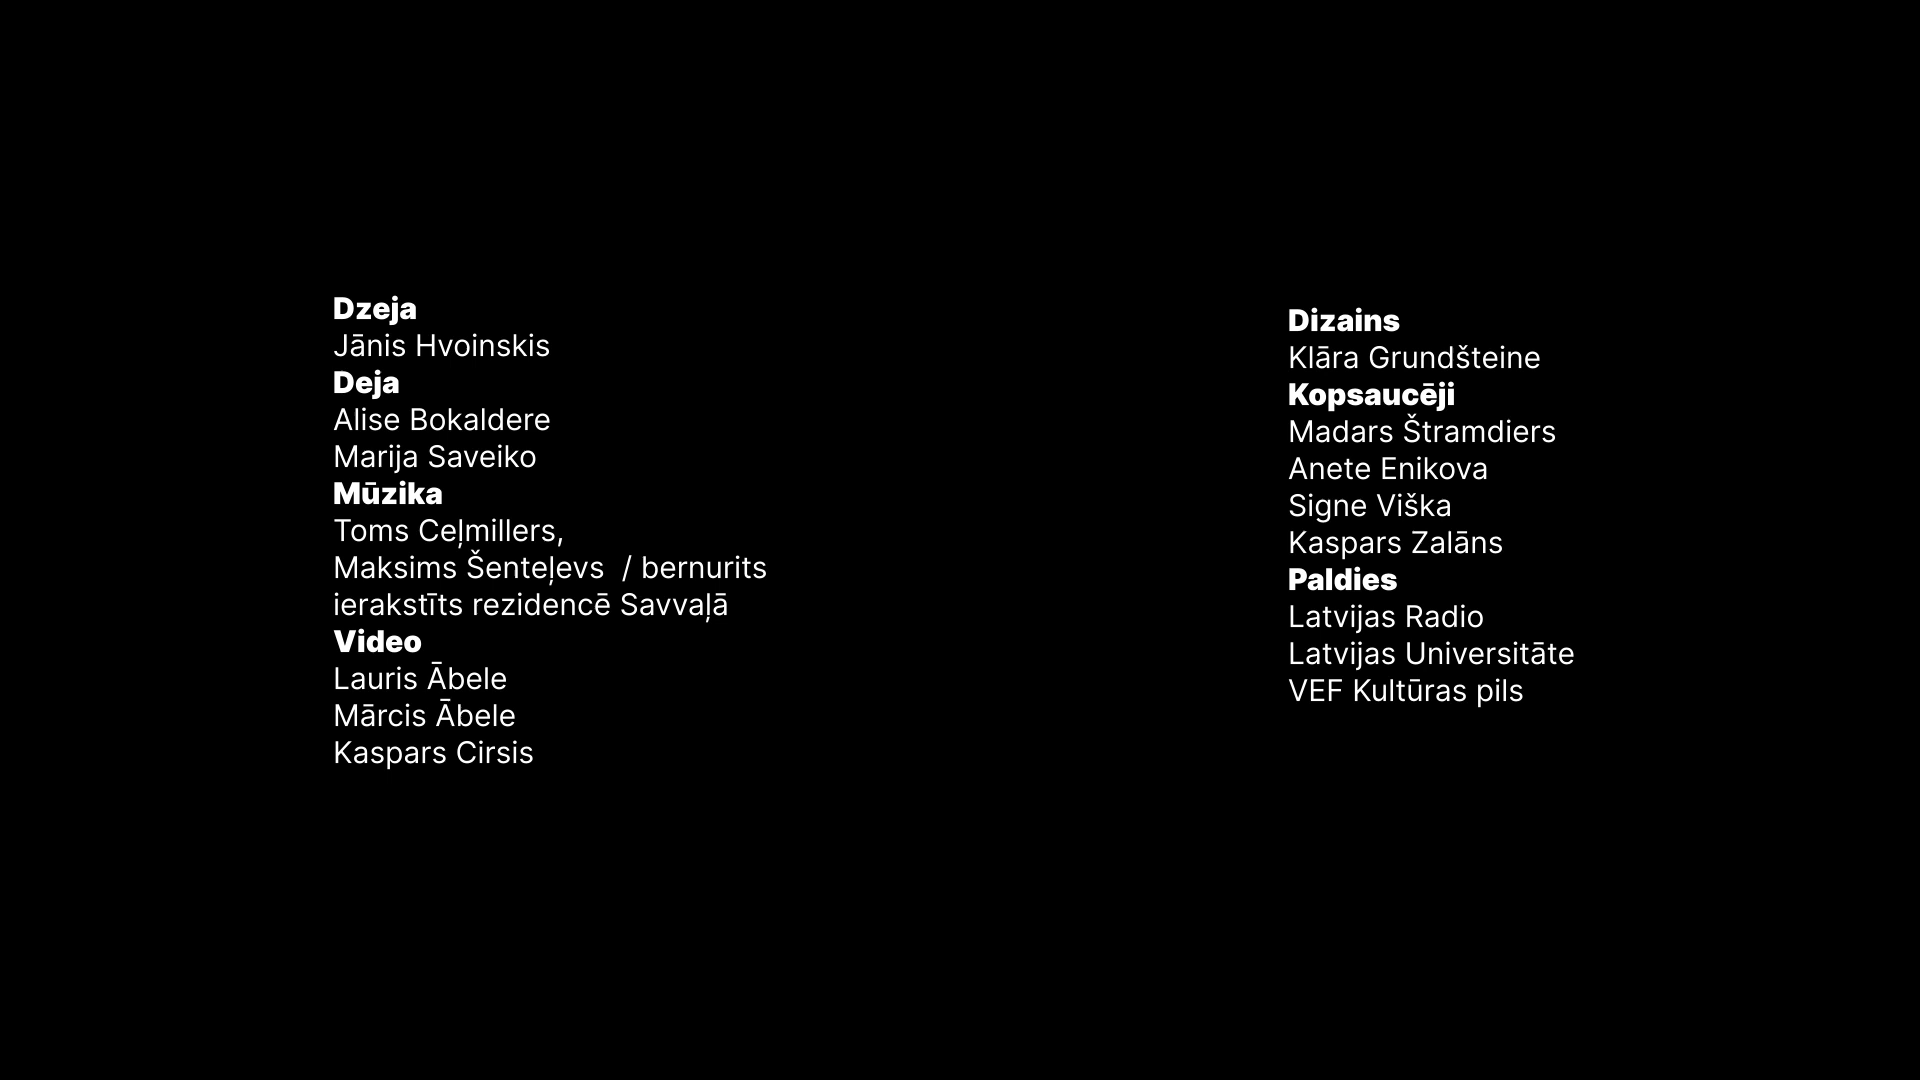 Dzeja
Jānis Hvoinskis
Deja
Alise Bokaldere
Marija Saveiko
Mūzika
Toms Ceļmillers,
Maksims Šenteļevs  / bernurits
ierakstīts rezidencē Savvaļā
Video
Lauris Ābele
Mārcis Ābele
Kaspars Cirsis
Dizains
Klāra Grundšteine
Kopsaucēji
Madars Štramdiers
Anete Enikova
Signe Viška
Kaspars Zalāns
Paldies
Latvijas Radio
Latvijas Universitāte
VEF Kultūras pils